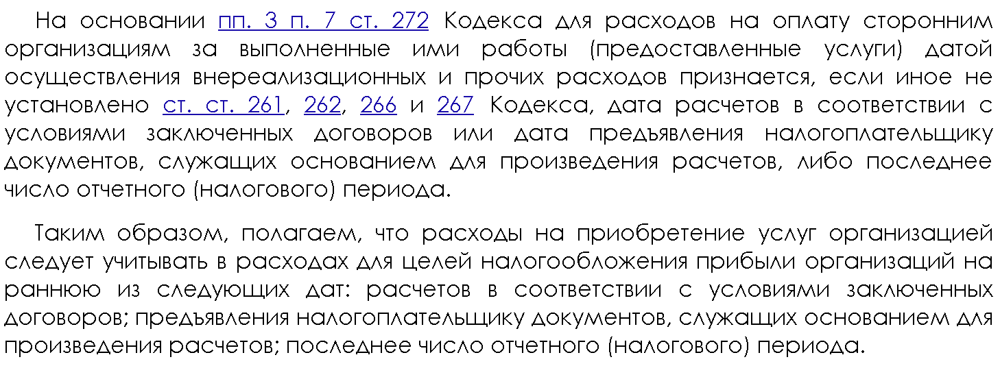 На основании пп. 3 п. 7 ст. 272 Кодекса для расходов на оплату сторонним
организациям за выполненные ими работы (предоставленные услуги) датой
осуществления внереализационных и прочих расходов признается, если иное не
установлено ст. ст. 261, 262, 266 и 267 Кодекса, дата расчетов в соответствии с
условиями заключенных договоров или дата предъявления налогоплательщику
документов, служащих основанием для произведения расчетов, либо последнее
число отчетного (налогового) периода.
Таким образом, полагаем, что расходы на приобретение услуг организацией
следует учитывать в расходах для целей налогообложения прибыли организаций на
раннюю из следующих дат: расчетов в соответствии с условиями заключенных
договоров; предъявления налогоплательщику документов, служащих основанием для
произведения расчетов; последнее число отчетного (налогового) периода.